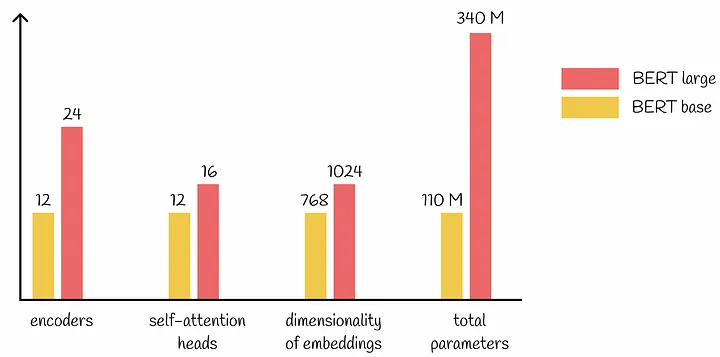 340 M
BERT large
BERT base
24
12
12
16
768
1024
110 M
encoders
self-attention
heads
dimensionality
of embeddings
total
parameters